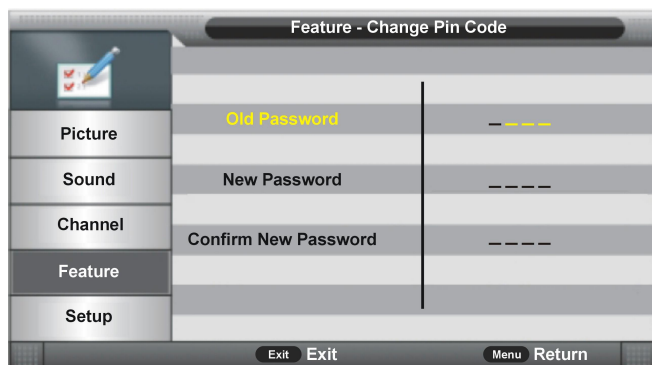 Feature - Change Pin Code
Picture
Sound
Channel
Feature
Setup
Old Password _ _ _ _
New Password _ _ _ _
Confirm New Password _ _ _ _
Exit Exit
Menu Return